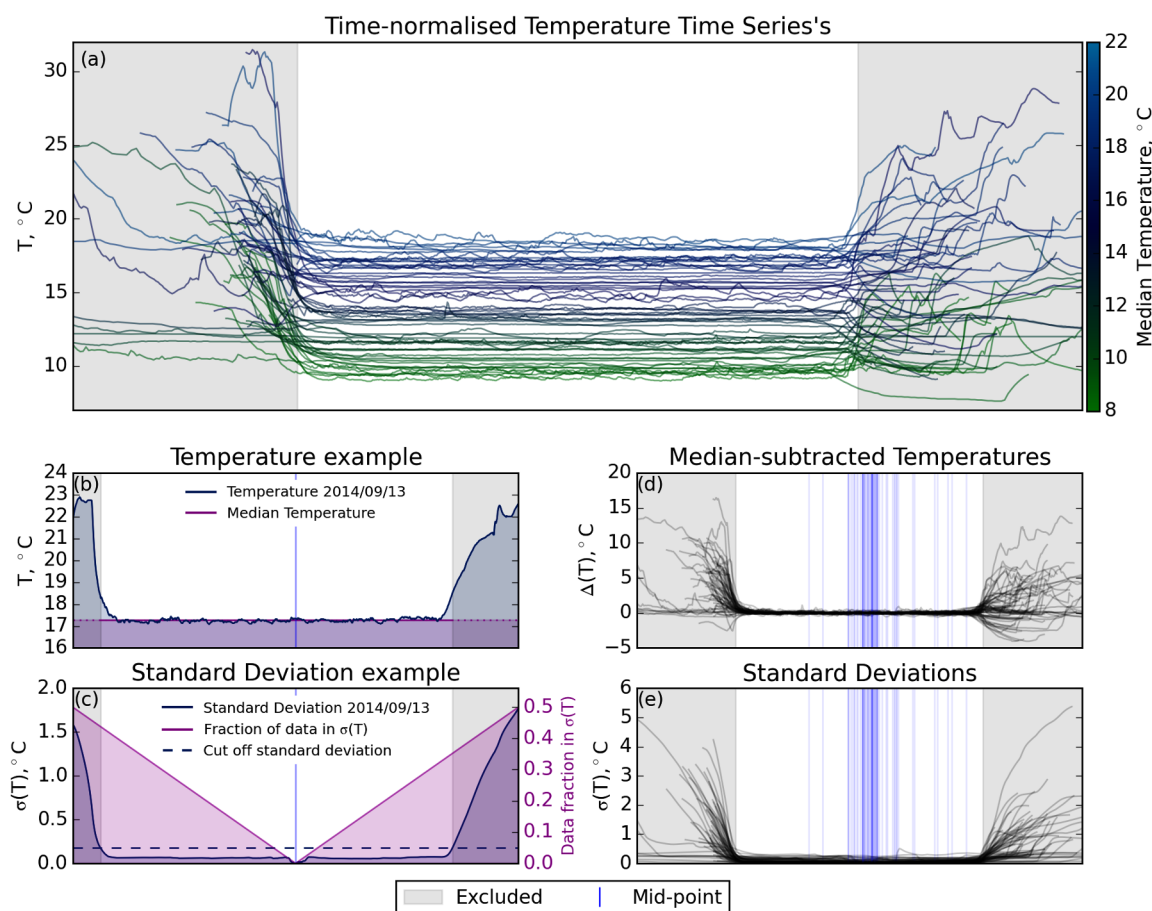 Time-normalised Temperature Time Series's
(a)
T, °C
30
25
20
15
10
22
20
18
16
14
12
10
8
Median Temperature, °C
Temperature example
(b)
T, °C
24
23
22
21
20
19
18
17
16
Temperature 2014/09/13
Median Temperature
Median-subtracted Temperatures
(d)
Δ(T), °C
20
15
10
5
0
−5
Standard Deviation example
(c)
σ(T), °C
2.0
1.5
1.0
0.5
0.0
Standard Deviation 2014/09/13
Fraction of data in σ(T)
Cut off standard deviation
0.5
0.4
0.3
0.2
0.1
0.0
Data fraction in σ(T)
Standard Deviations
(e)
σ(T), °C
6
5
4
3
2
1
0
Excluded
Mid-point